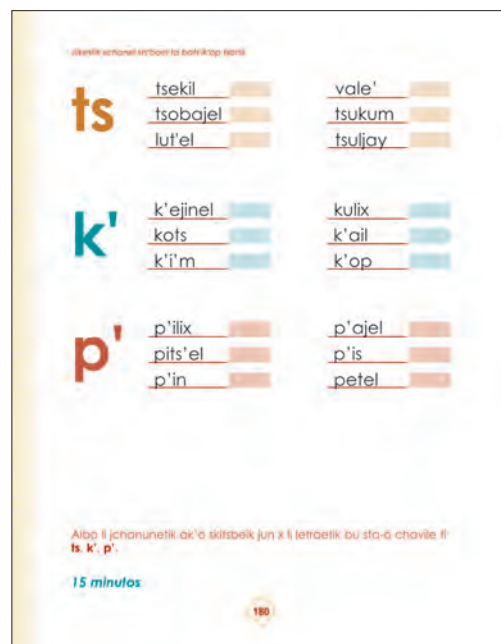 ts
tsekil
tsobajel
lut'el
vale'
tsukum
tsuljay
k'
k'ejinel
kots
k'i'm
kulix
k'ail
k'op
p'
p'ilix
pits'el
p'in
p'ajel
p'is
petel
Albo li jchanunetik ak'o skitsbeik jun x li letraetik bu sta-o chavile li
ts, k', p'.
15 minutos
180